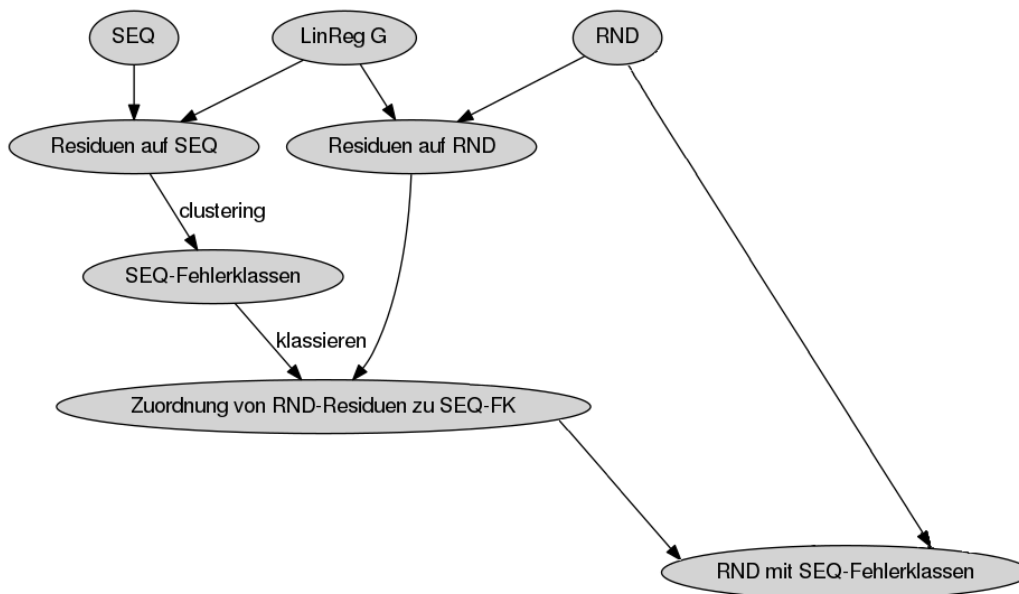 SEQ
LinReg G
RND
Residuen auf SEQ
Residuen auf RND
clustering
SEQ-Fehlerklassen
klassieren
Zuordnung von RND-Residuen zu SEQ-FK
RND mit SEQ-Fehlerklassen